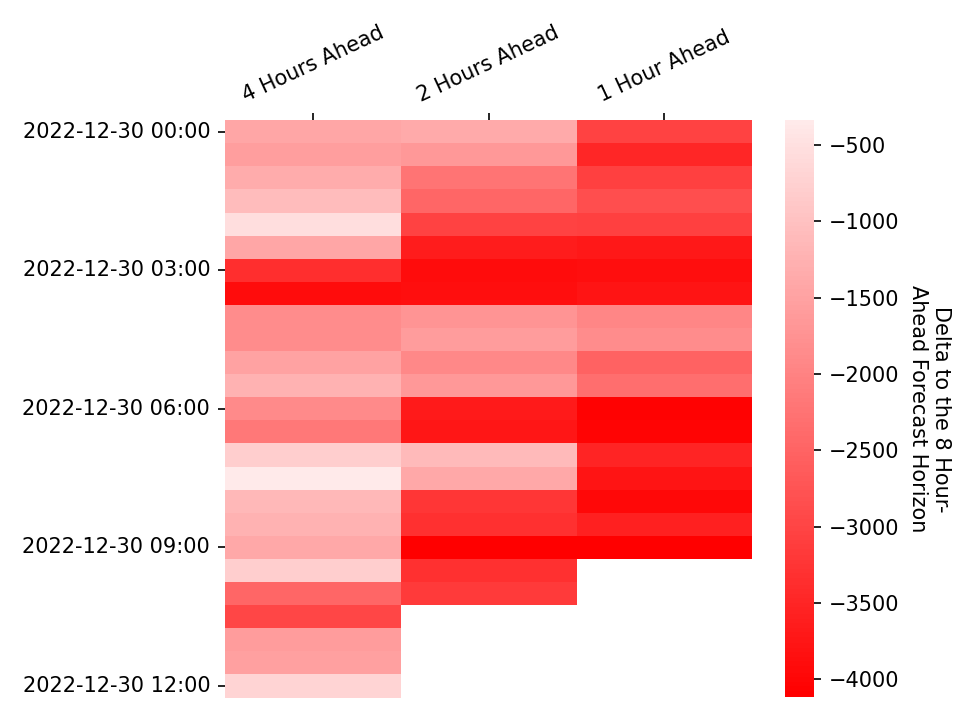 4 Hours Ahead
2 Hours Ahead
1 Hour Ahead
2022-12-30 00:00
2022-12-30 03:00
2022-12-30 06:00
2022-12-30 09:00
2022-12-30 12:00
−500
−1000
−1500
−2000
−2500
−3000
−3500
−4000
Delta to the 8 Hour-
Ahead Forecast Horizon